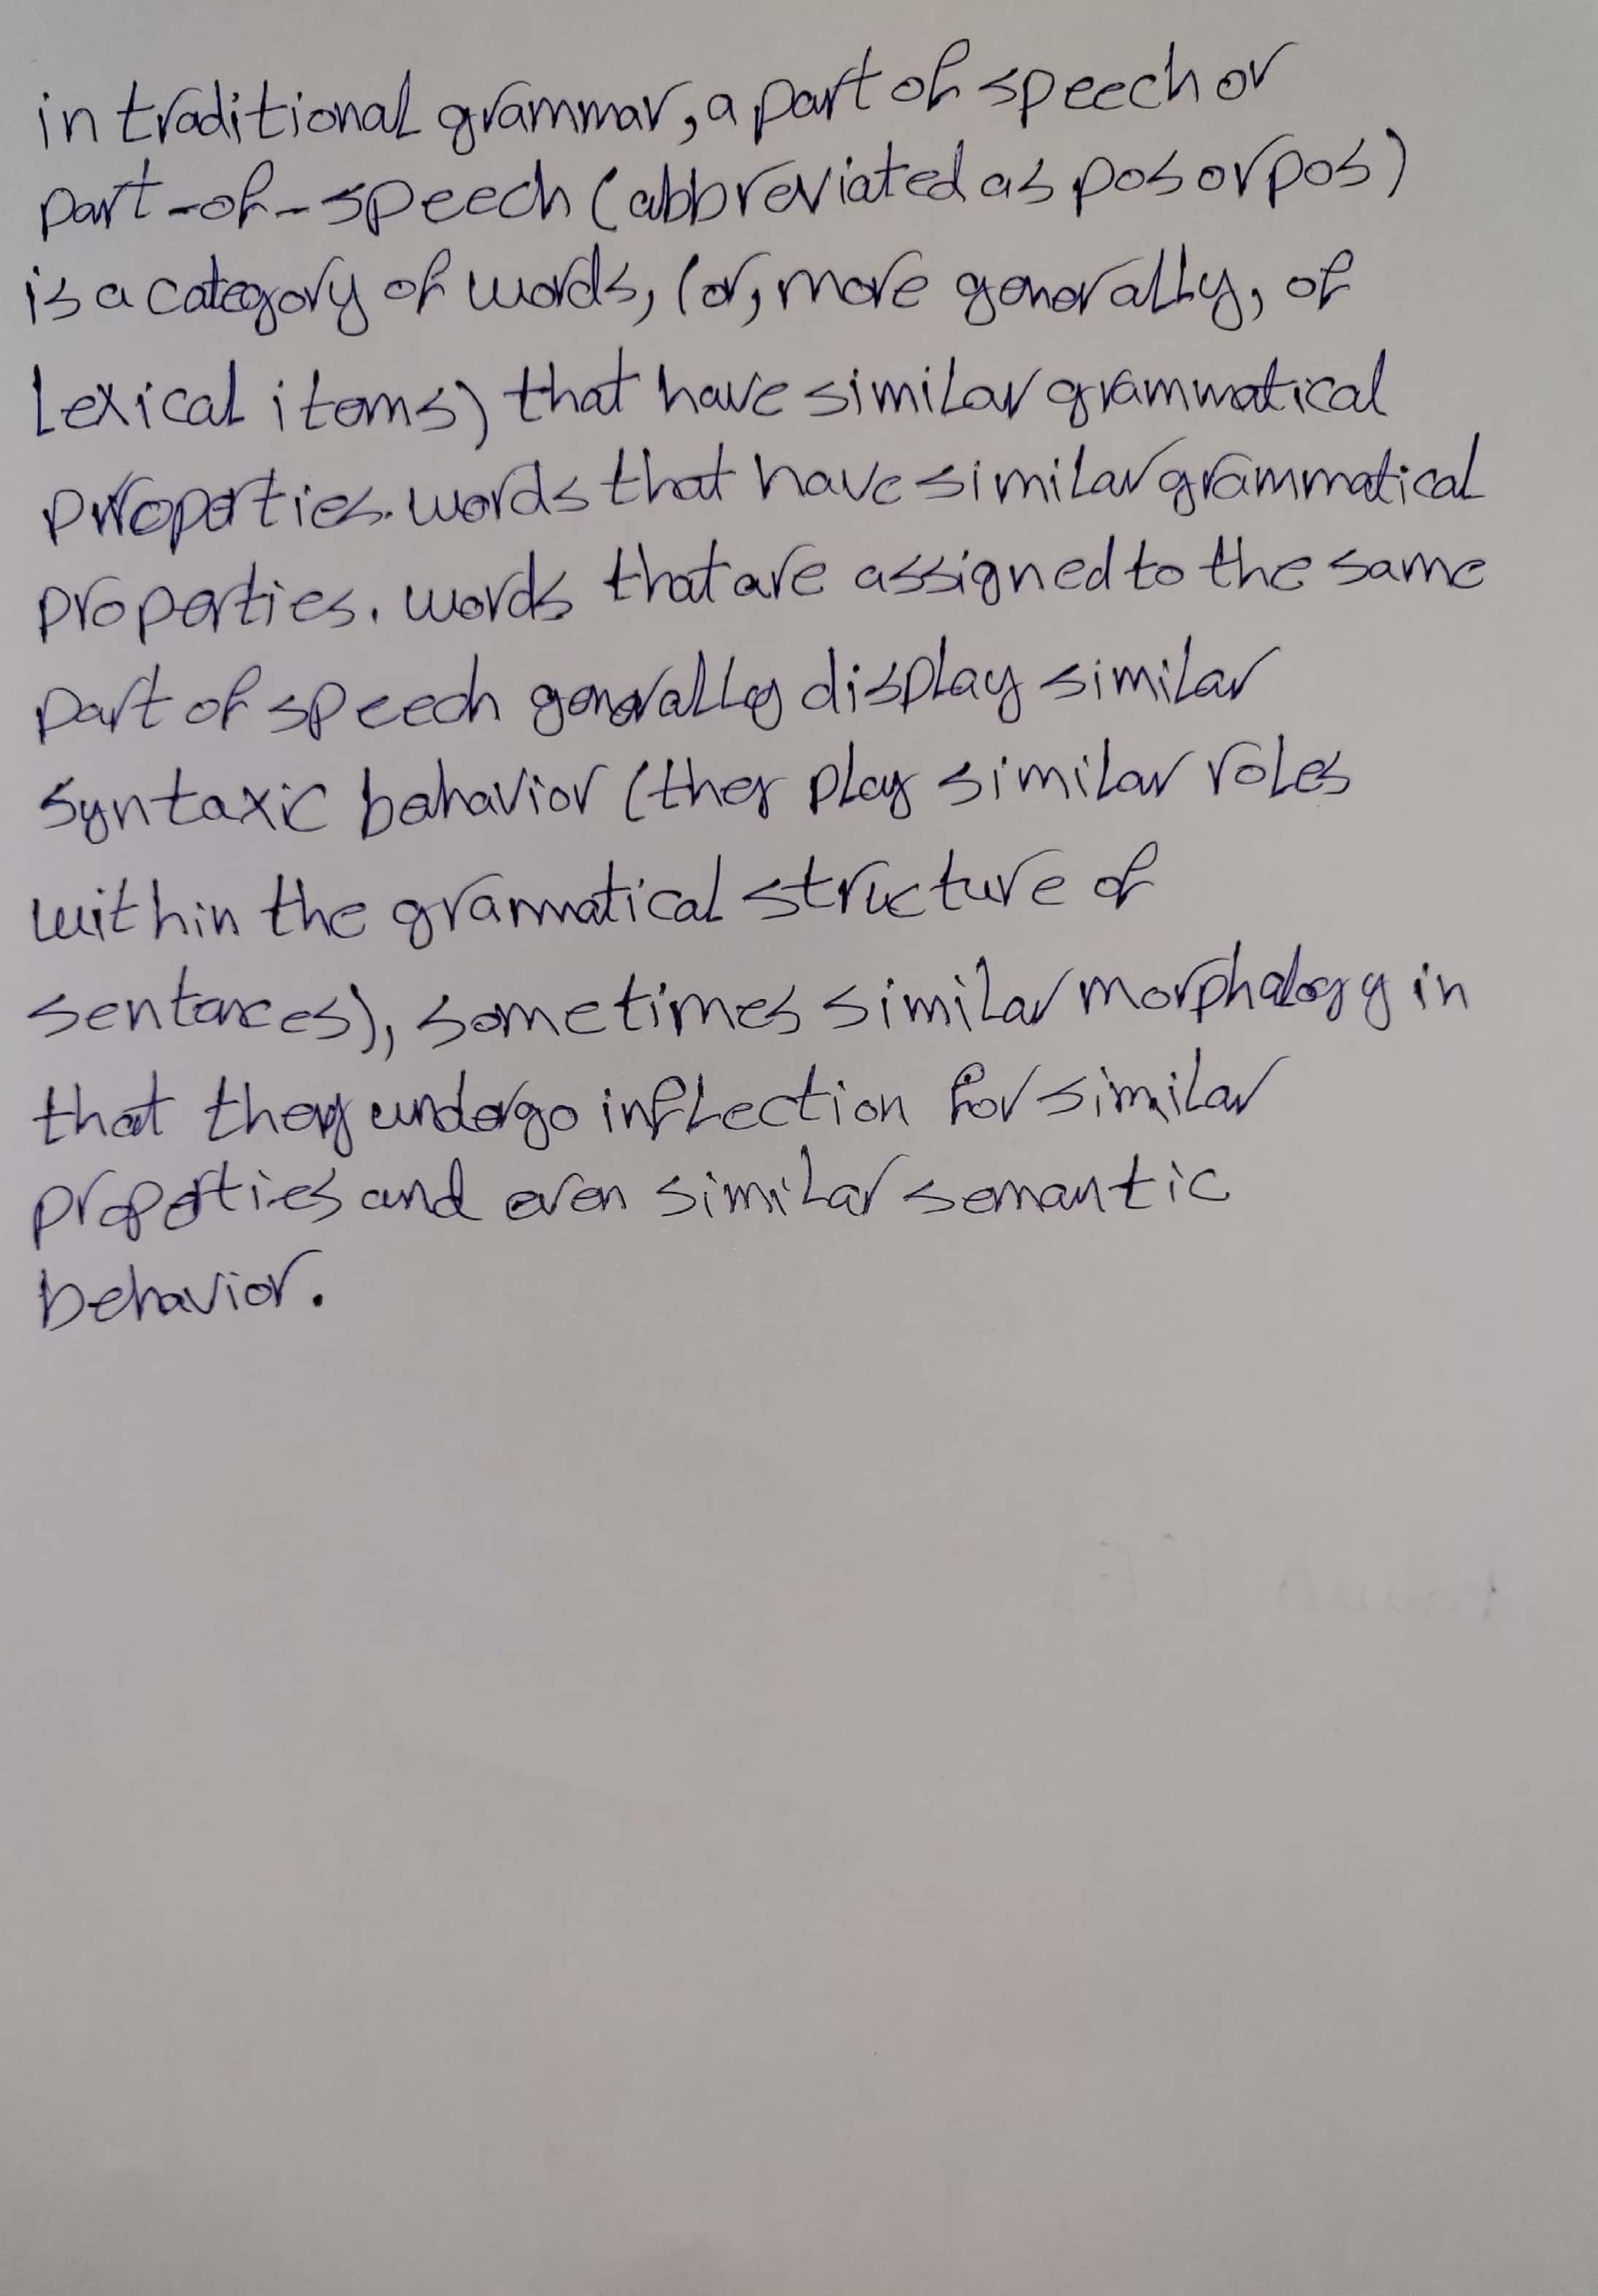 in traditional grammar, a part of speech or
part-of-speech (abbreviated as pos or pos)
is a category of words, (or, more generally, of
Lexical items) that have similar grammatical
properties. words that have similar grammatical
properties. words that are assigned to the same
part of speech generally display similar
syntaxic behavior (they play similar roles
within the grammatical structure of
sentences), sometimes similar morphology in
that they undergo inflection for similar
properties and even similar semantic
behavior.